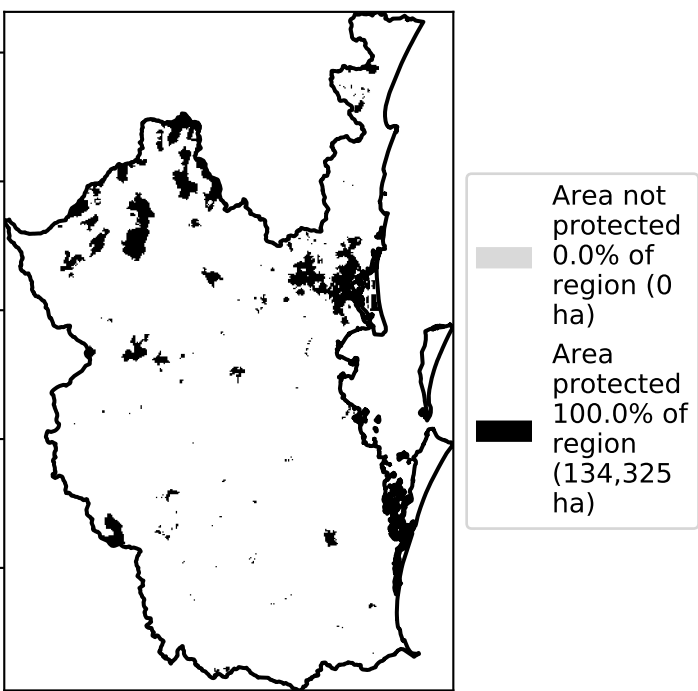 Area not
protected
0.0% of
region (0
ha)
Area
protected
100.0% of
region
(134,325
ha)